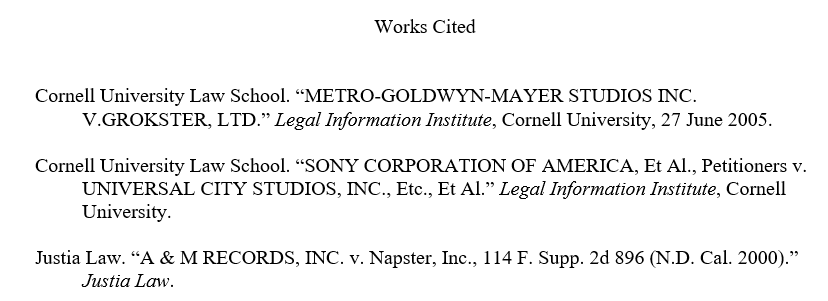 Works Cited
Cornell University Law School. “METRO-GOLDWYN-MAYER STUDIOS INC.
V.GROKSTER, LTD.” Legal Information Institute, Cornell University, 27 June 2005.
Cornell University Law School. “SONY CORPORATION OF AMERICA, Et Al., Petitioners v.
UNIVERSAL CITY STUDIOS, INC., Etc., Et Al.” Legal Information Institute, Cornell
University.
Justia Law. “A & M RECORDS, INC. v. Napster, Inc., 114 F. Supp. 2d 896 (N.D. Cal. 2000).”
Justia Law.